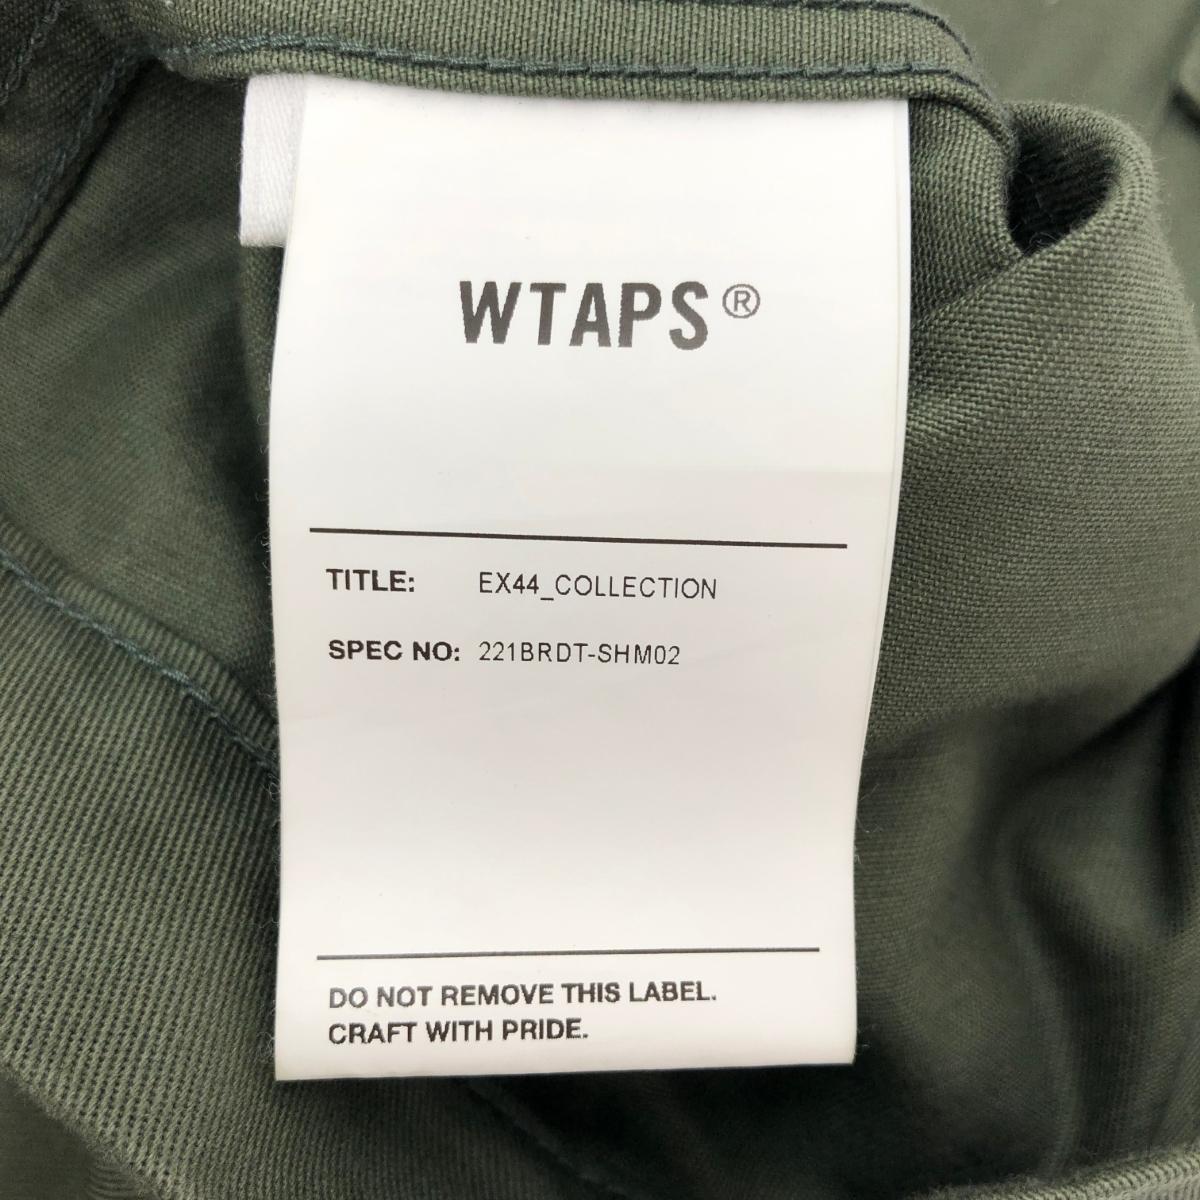 WTAPS®
TITLE: EX44_COLLECTION
SPEC NO: 221BRDT-SHM02
DO NOT REMOVE THIS LABEL.
CRAFT WITH PRIDE.